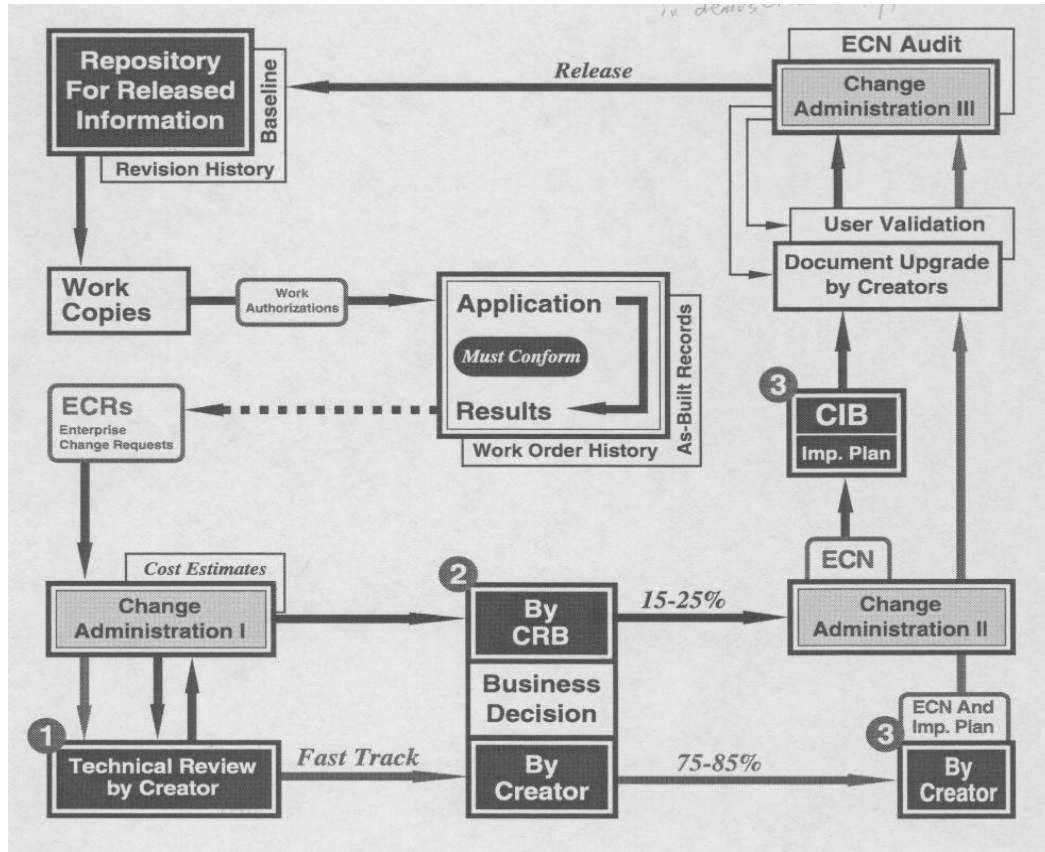 in
ECN Audit
Repository
For Released
Information
Baseline
Revision History
Release
Change
Administration III
User Validation
Document Upgrade
by Creators
Work
Copies
Work
Authorizations
Application
Must Conform
Results
As-Built Records
Work Order History
ECRs
Enterprise
Change Requests
3
CIB
Imp. Plan
ECN
Cost Estimates
Change
Administration I
2
By
CRB
15-25%
Change
Administration II
Business
Decision
1
Technical Review
by Creator
Fast Track
By
Creator
75-85%
ECN And
Imp. Plan
3
By
Creator